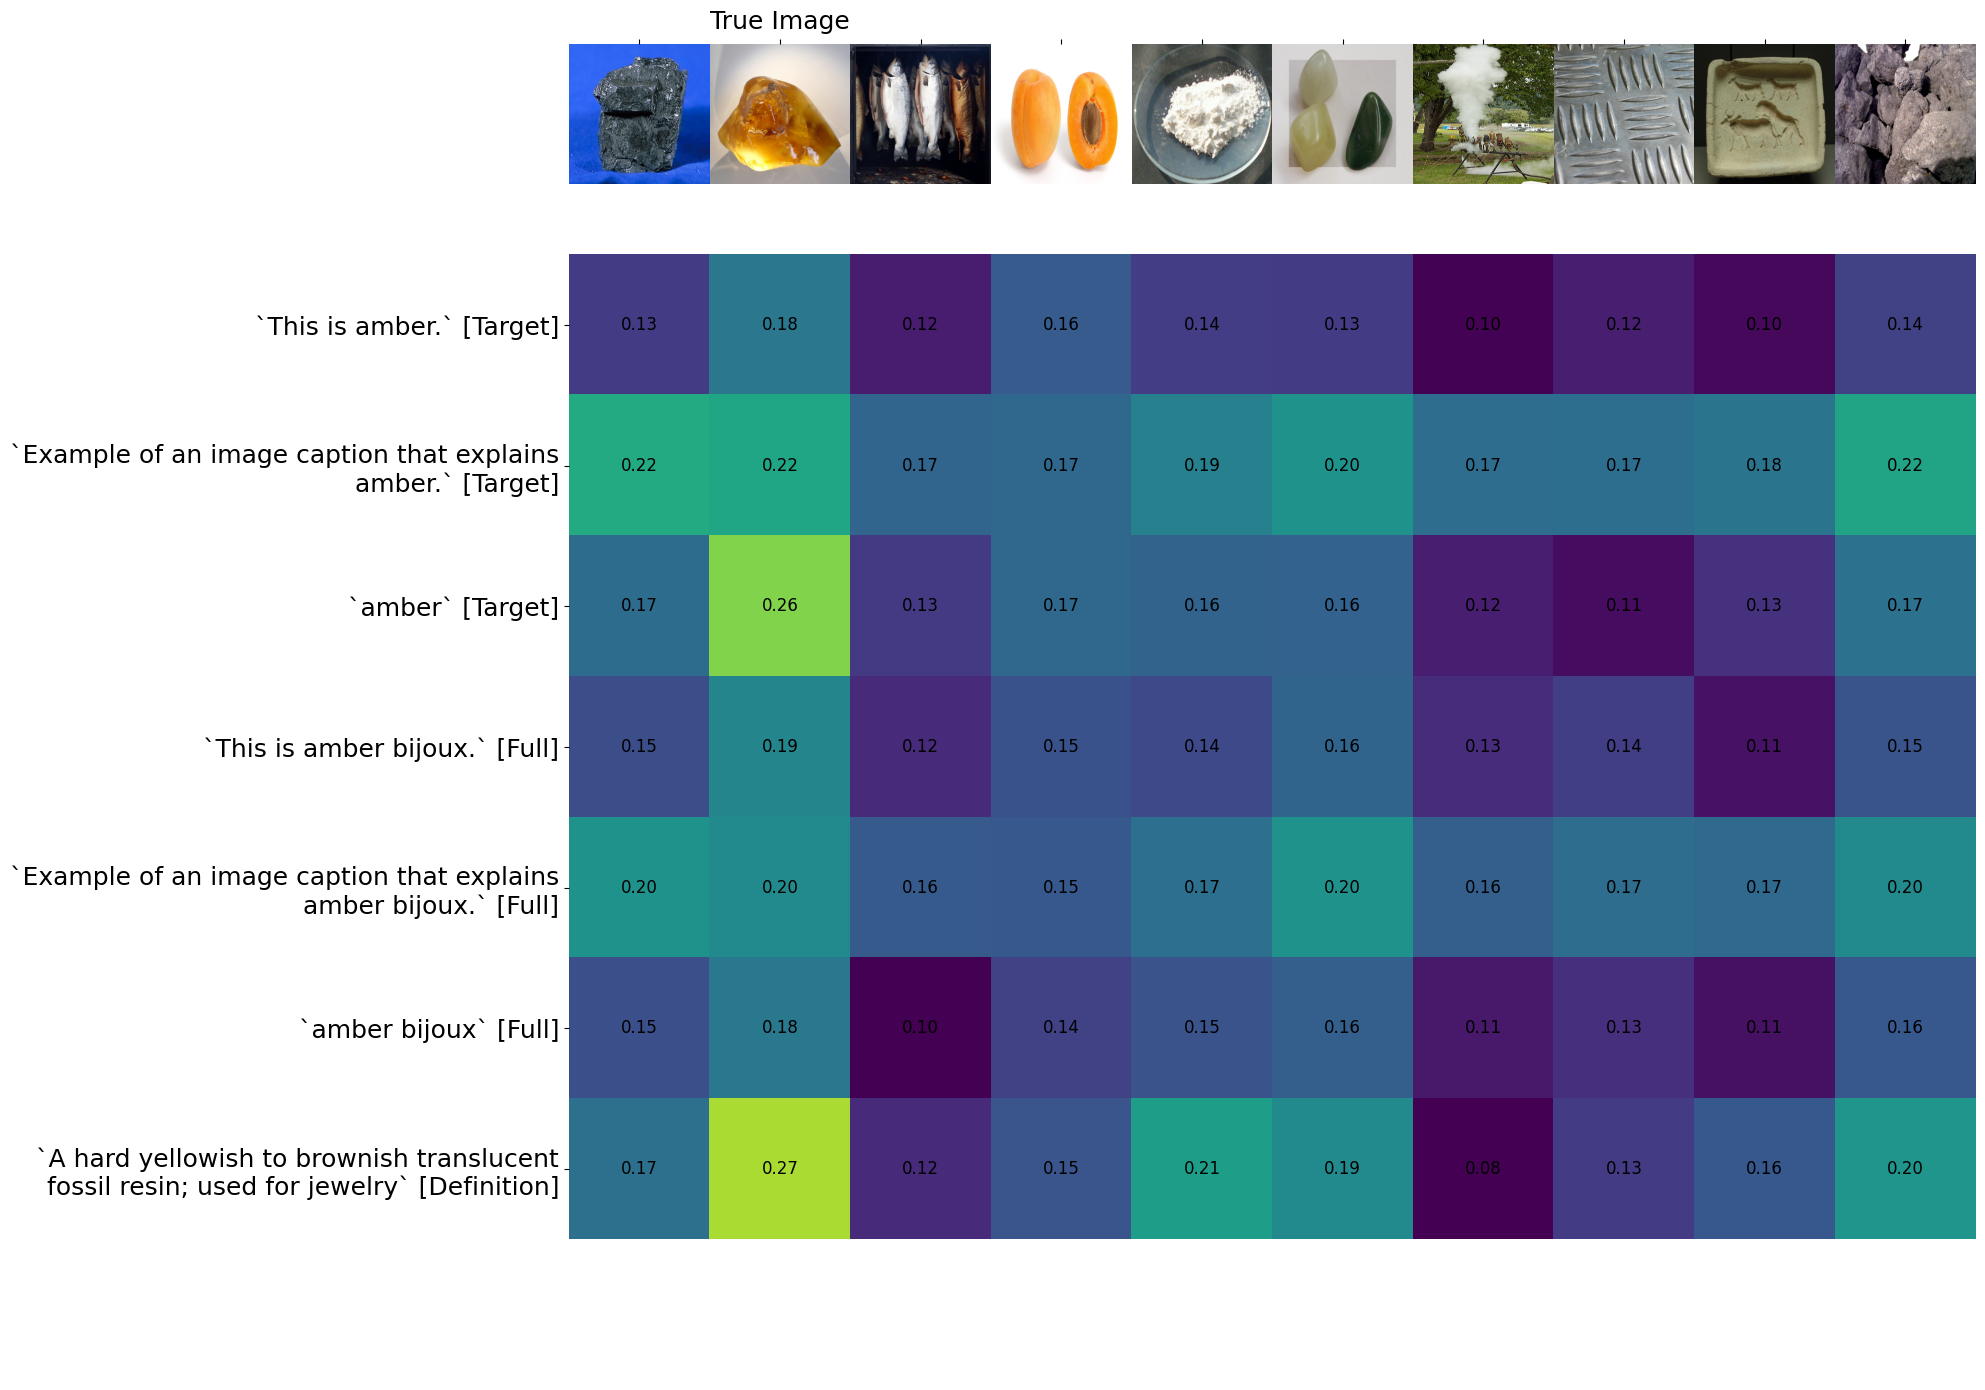 True Image
`This is amber.` [Target]
0.13 0.18 0.12 0.16 0.14 0.13 0.10 0.12 0.10 0.14
`Example of an image caption that explains
amber.` [Target]
0.22 0.22 0.17 0.17 0.19 0.20 0.17 0.17 0.18 0.22
`amber` [Target]
0.17 0.26 0.13 0.17 0.16 0.16 0.12 0.11 0.13 0.17
`This is amber bijoux.` [Full]
0.15 0.19 0.12 0.15 0.14 0.16 0.13 0.14 0.11 0.15
`Example of an image caption that explains
amber bijoux.` [Full]
0.20 0.20 0.16 0.15 0.17 0.20 0.16 0.17 0.17 0.20
`amber bijoux` [Full]
0.15 0.18 0.10 0.14 0.15 0.16 0.11 0.13 0.11 0.16
`A hard yellowish to brownish translucent
fossil resin; used for jewelry` [Definition]
0.17 0.27 0.12 0.15 0.21 0.19 0.08 0.13 0.16 0.20